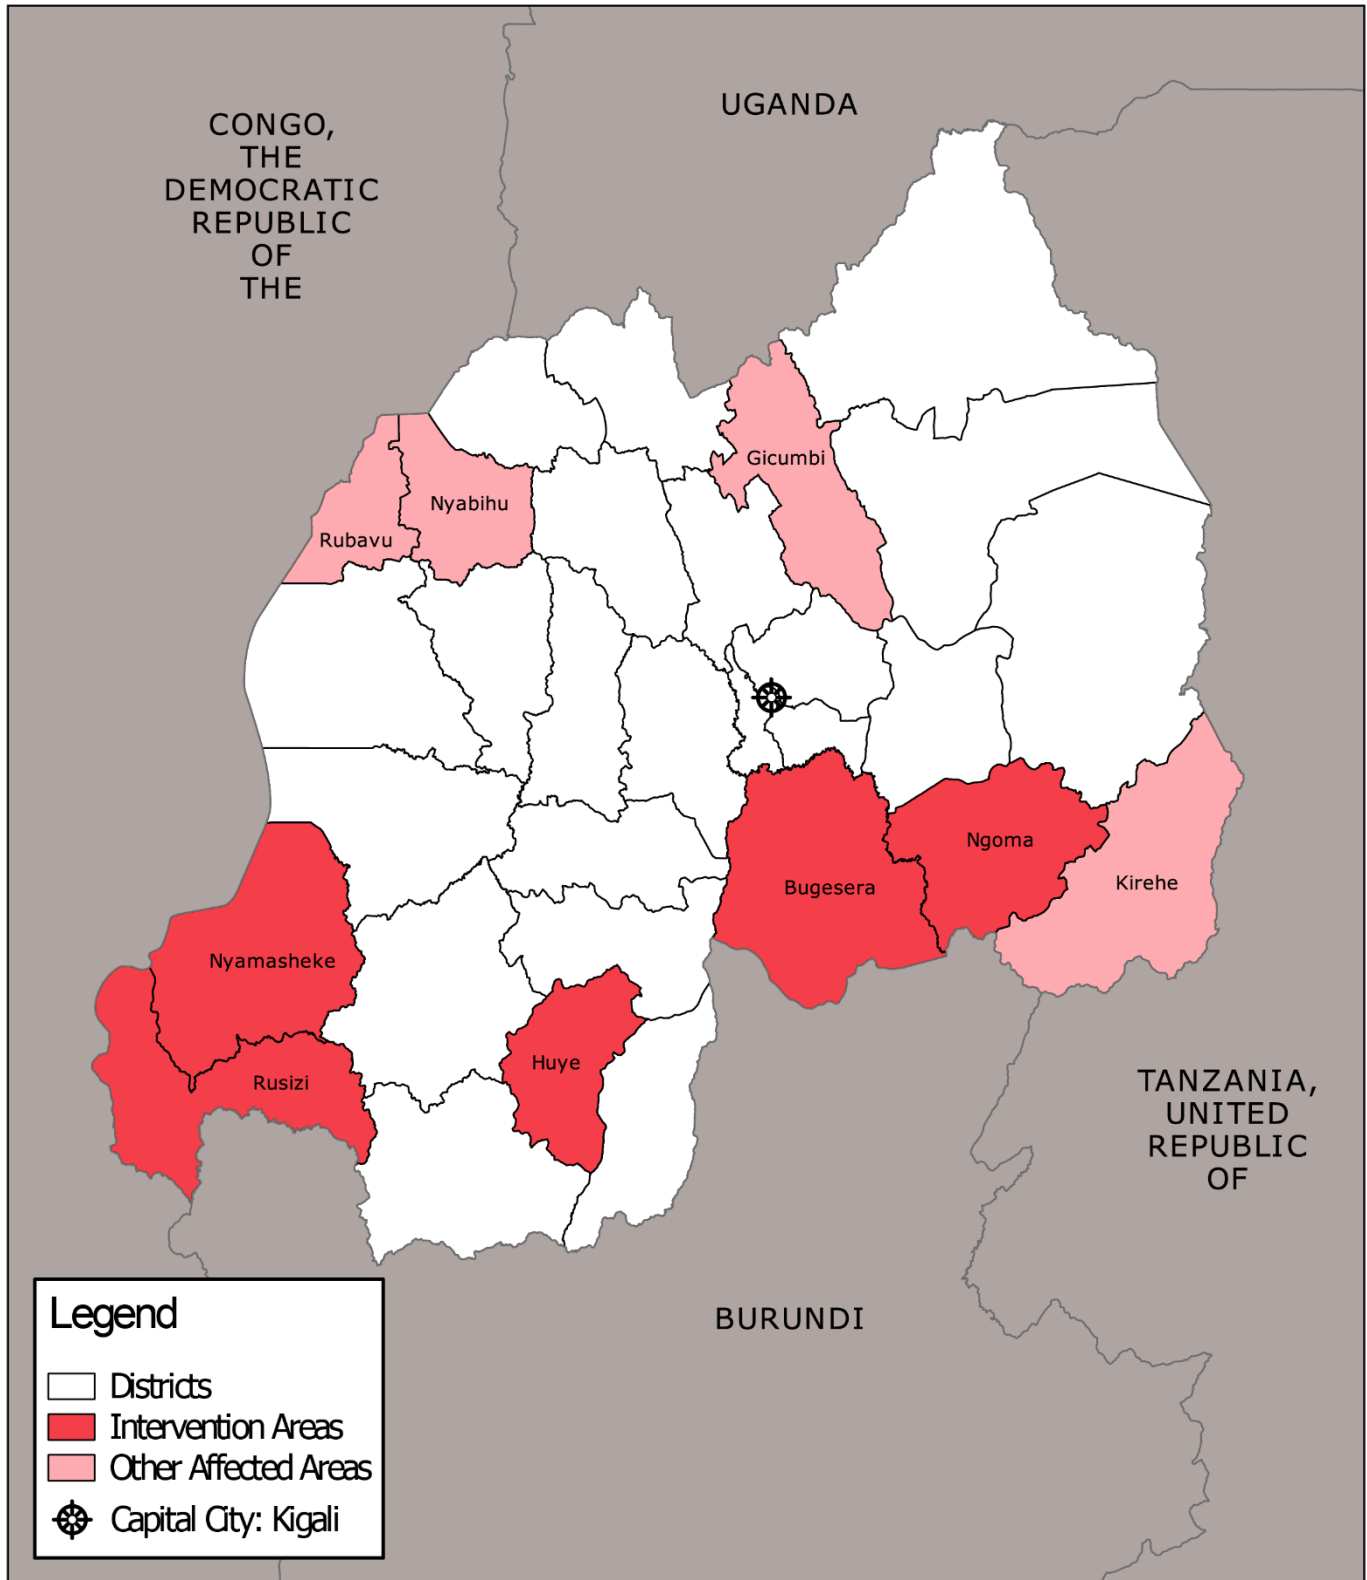 CONGO,
THE
DEMOCRATIC
REPUBLIC
OF
THE
UGANDA
Gicumbi
Nyabihu
Rubavu
Ngoma
Kirehe
Bugesera
Nyamasheke
Huye
Rusizi
TANZANIA,
UNITED
REPUBLIC
OF
BURUNDI
Legend
Districts
Intervention Areas
Other Affected Areas
Capital City: Kigali